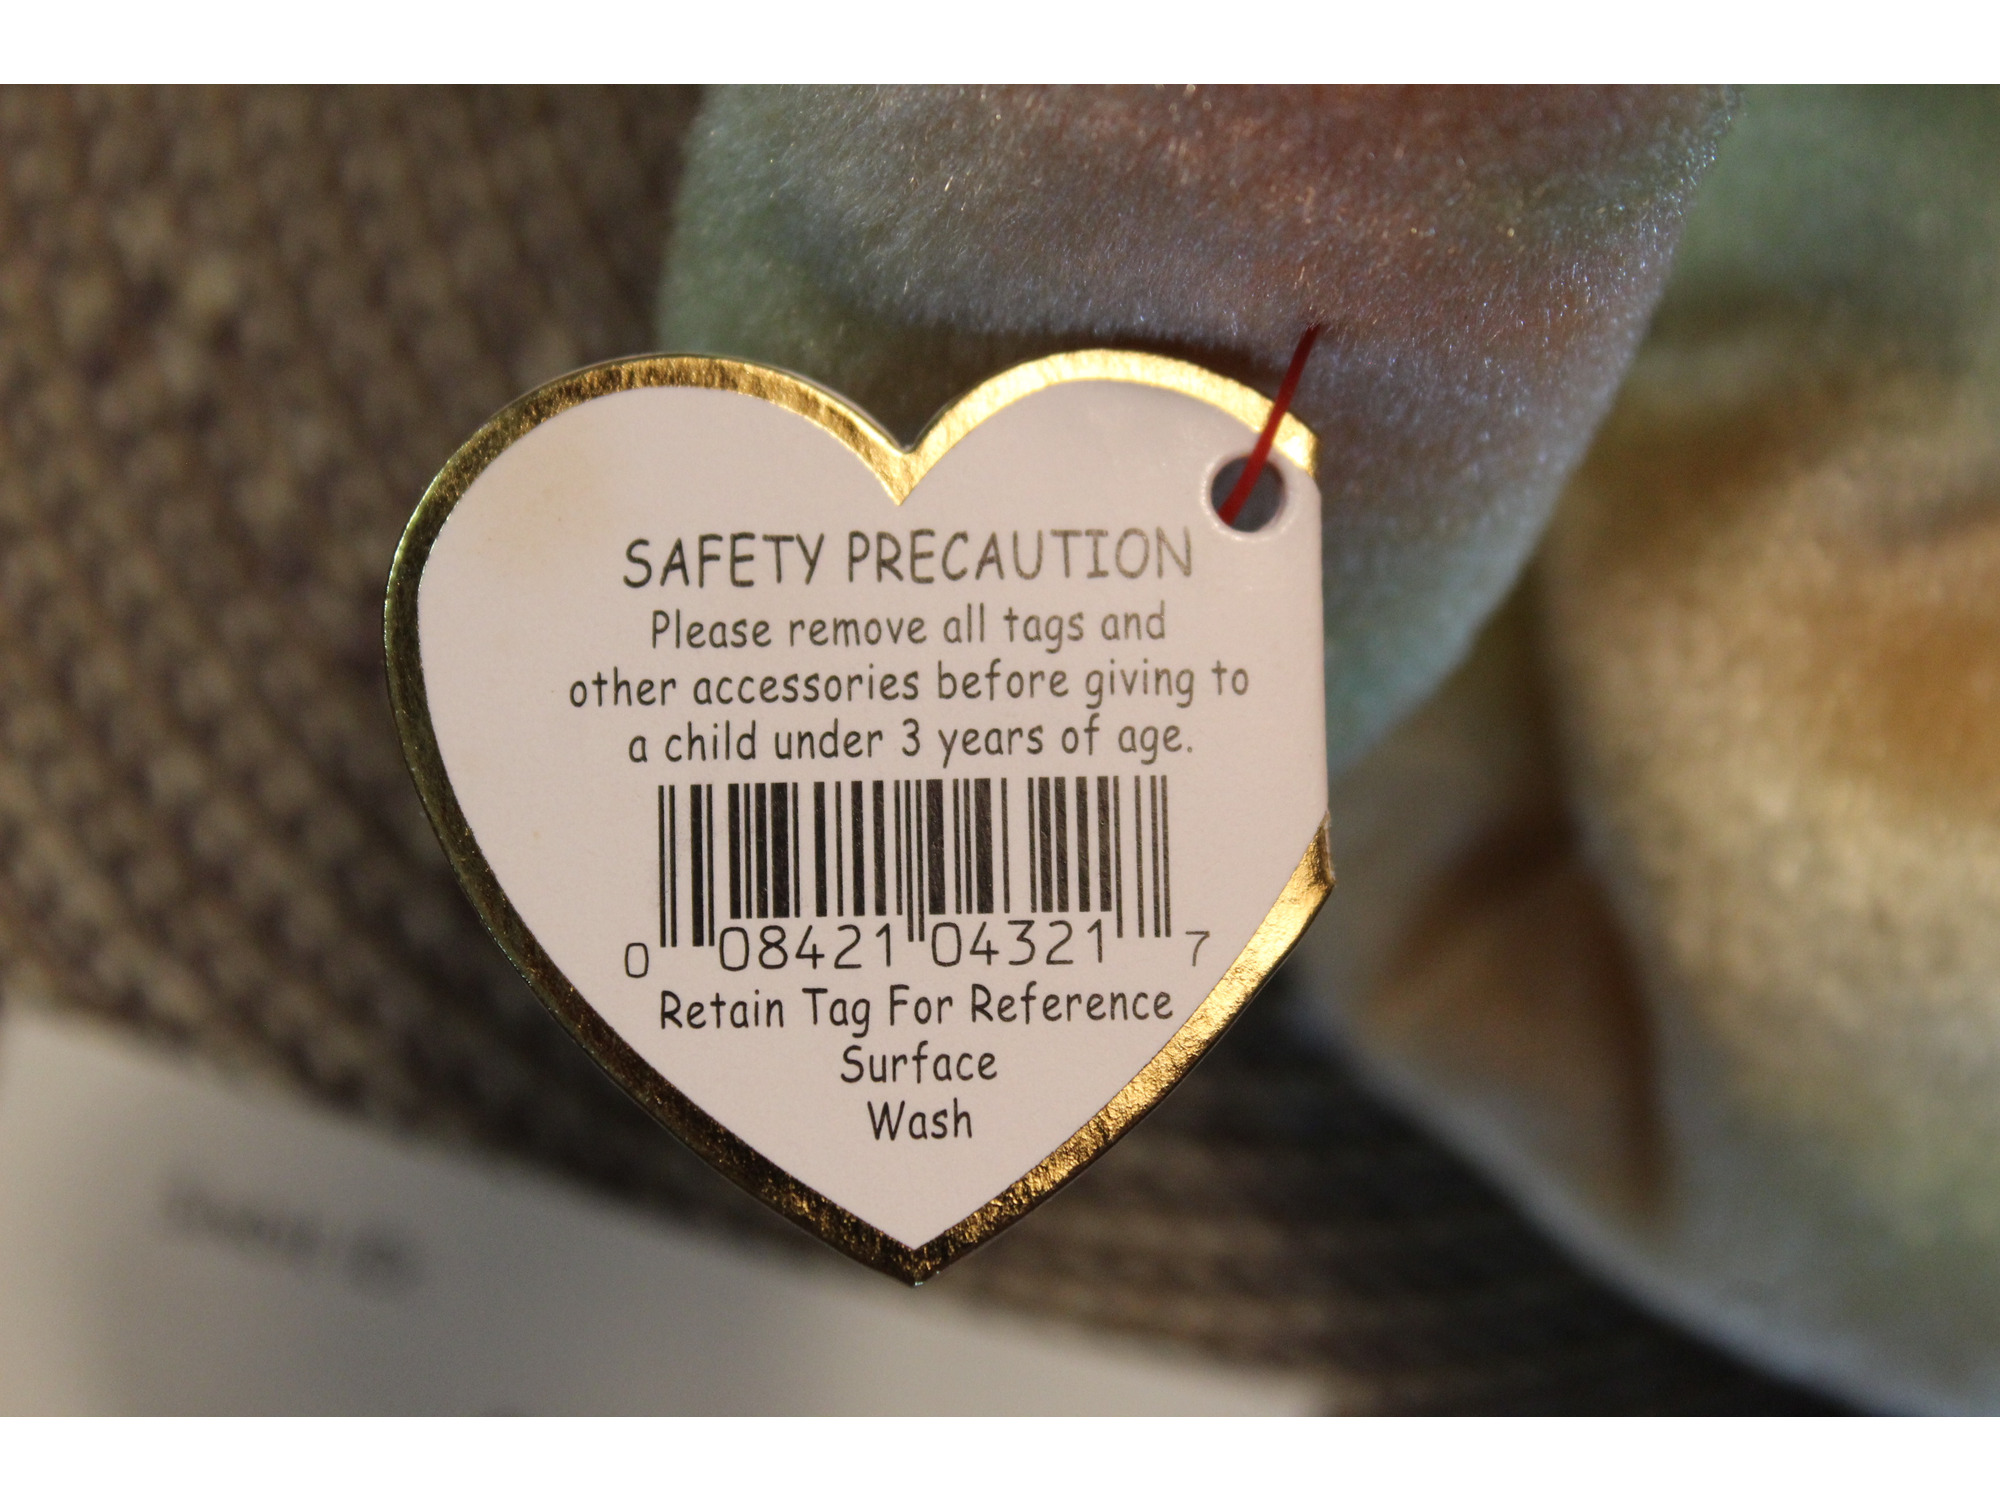 SAFETY PRECAUTION
Please remove all tags and
other accessories before giving to
a child under 3 years of age.
0 08421 04321 7
Retain Tag For Reference
Surface
Wash